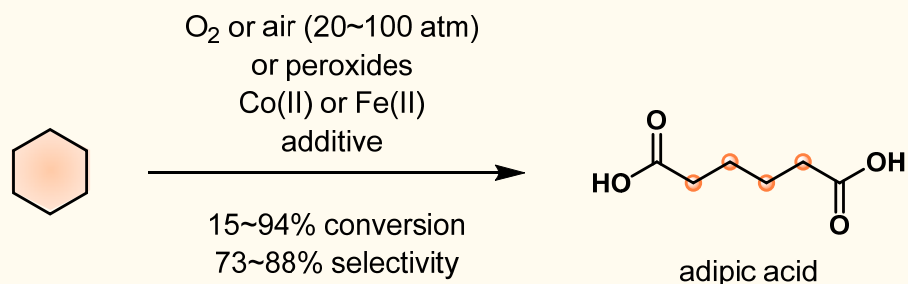 O₂ or air (20~100 atm)
or peroxides
Co(II) or Fe(II)
additive
15~94% conversion
73~88% selectivity
O
HO
OH
O
adipic acid